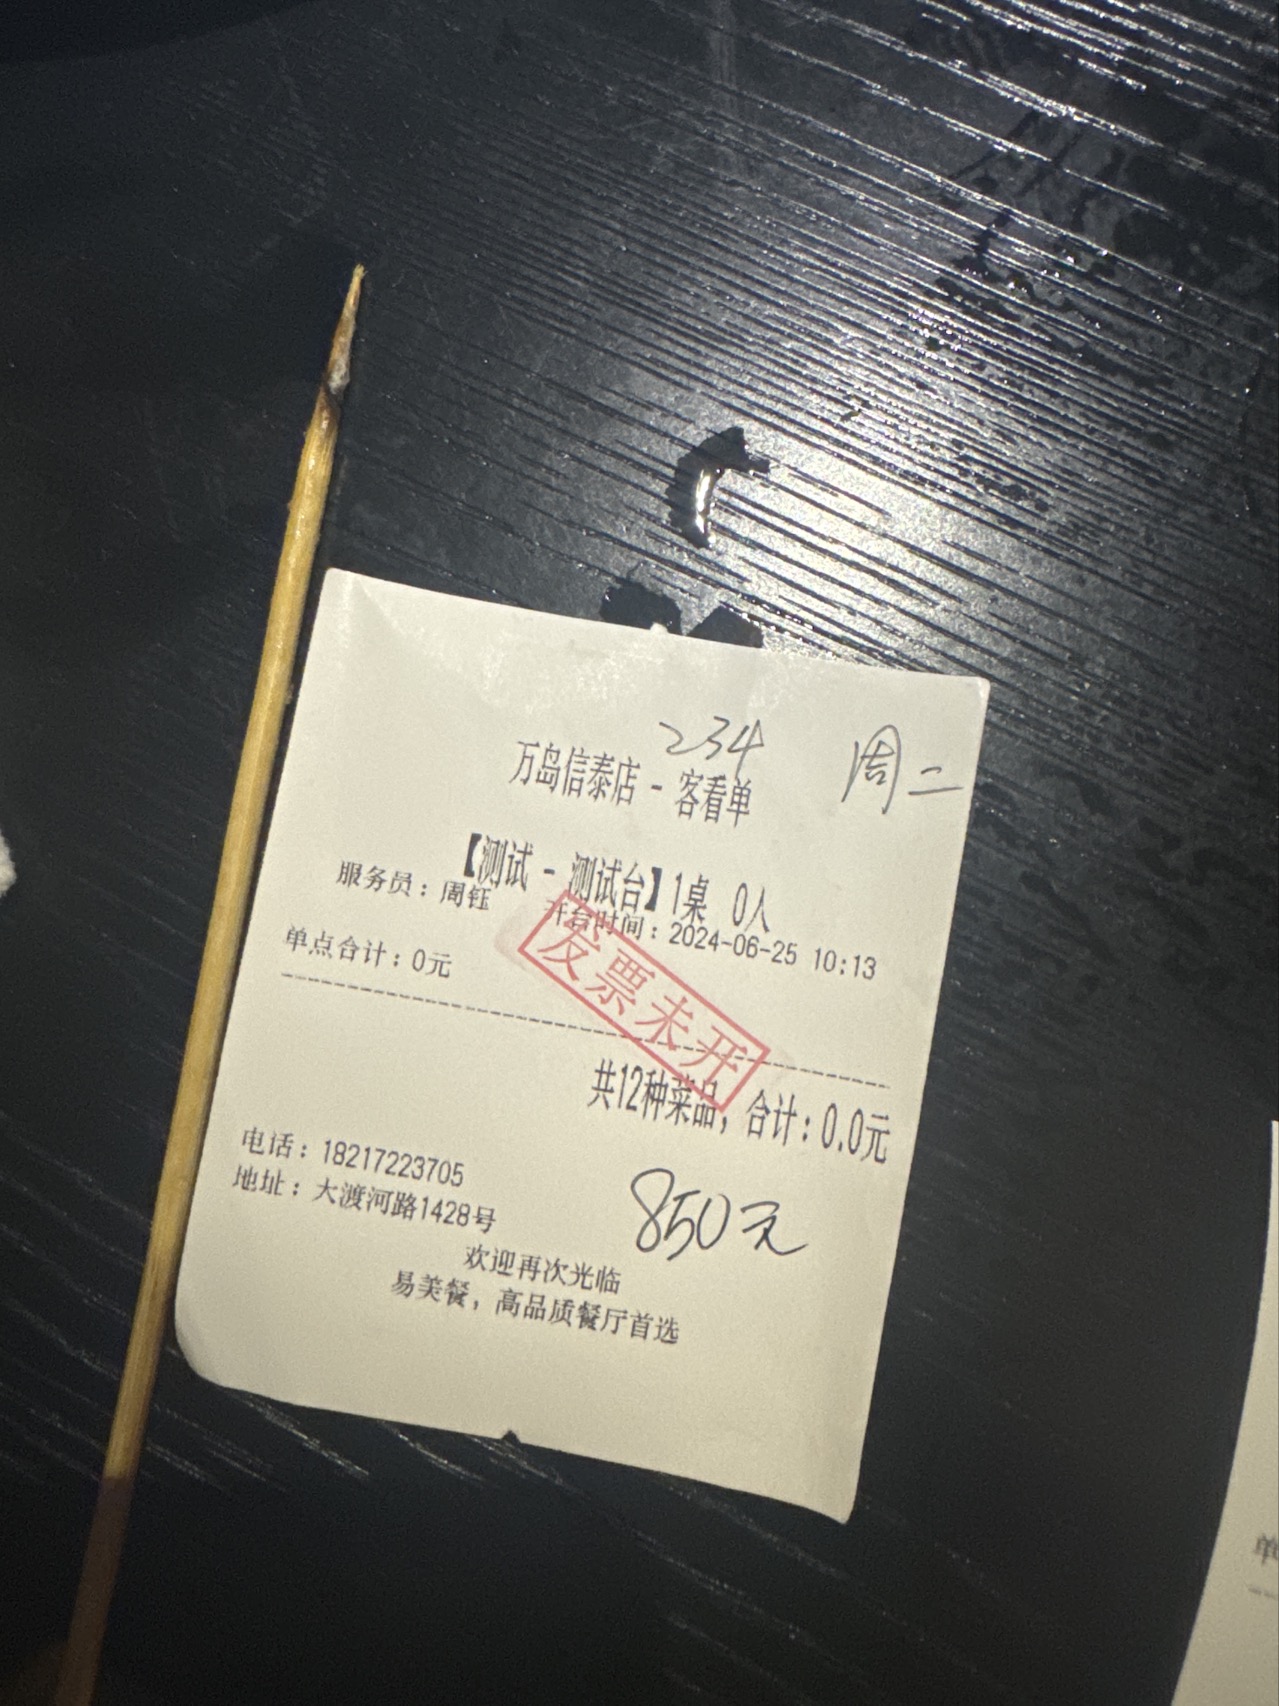 234 周二
万岛信泰店 - 客看单
【测试 - 测试台】1桌 0人
服务员：周钰 开台时间：2024-06-25 10:13
单点合计：0元
发票未开
共12种菜品，合计：0.0元
电话：18217223705
地址：大渡河路1428号
850元
欢迎再次光临
易美餐，高品质餐厅首选
单